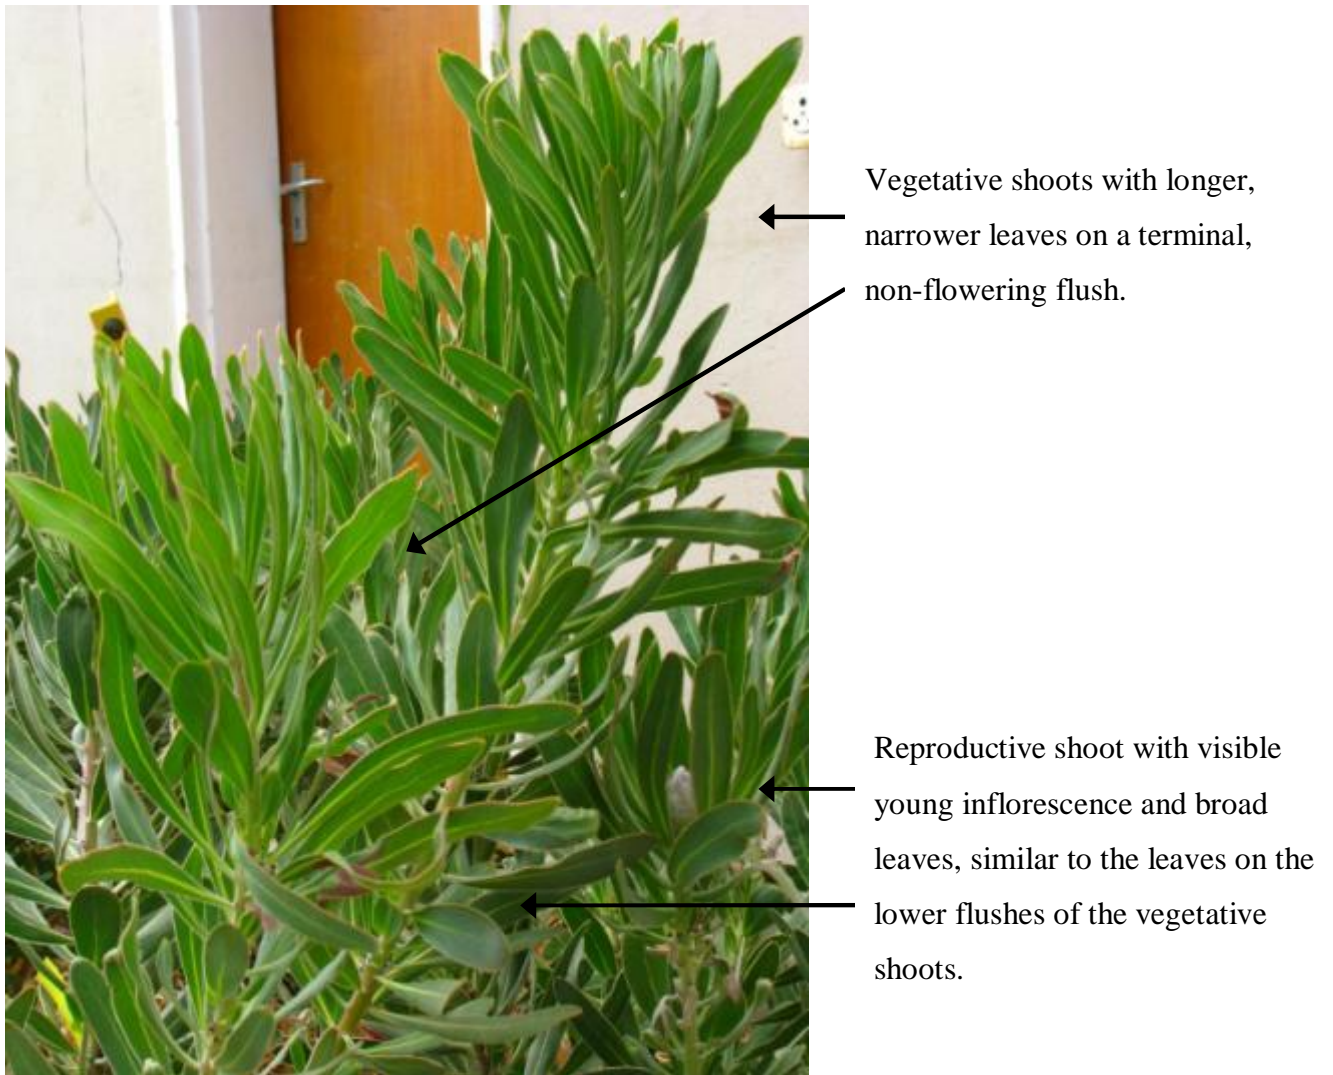 Vegetative shoots with longer,
narrower leaves on a terminal,
non-flowering flush.
Reproductive shoot with visible
young inflorescence and broad
leaves, similar to the leaves on the
lower flushes of the vegetative
shoots.